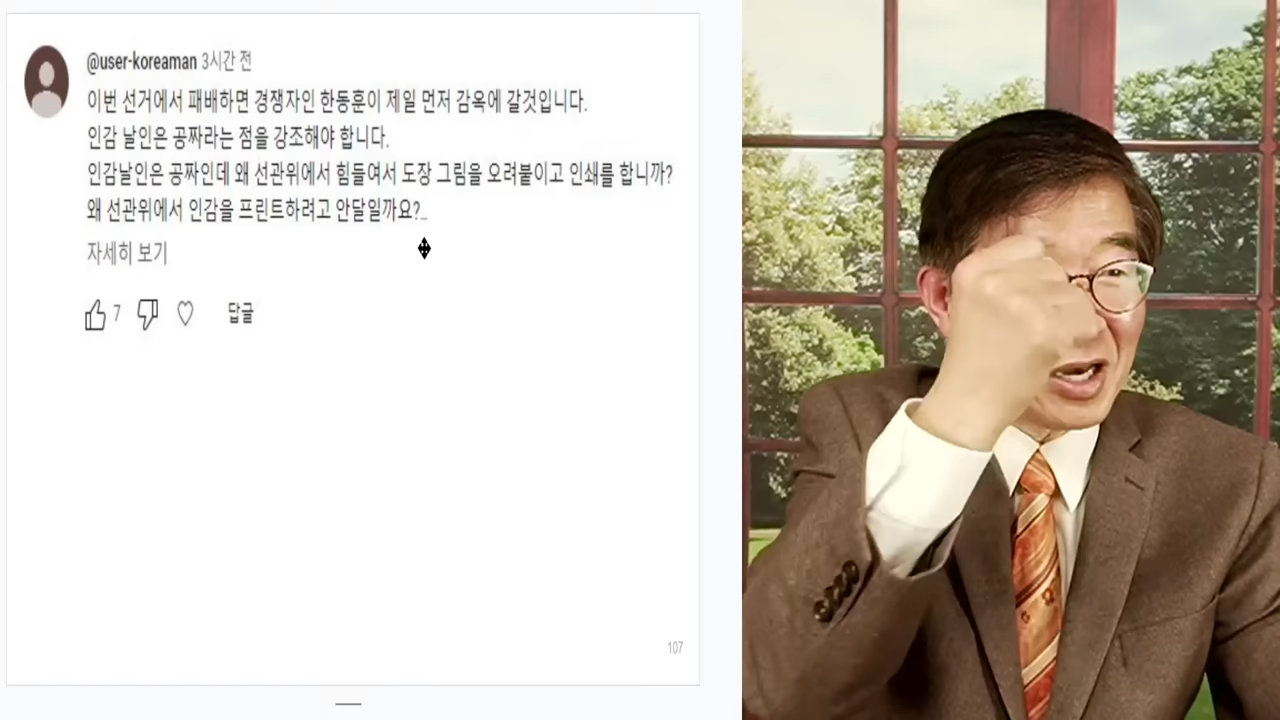 @user-koreaman 3시간 전
이번 선거에서 패배하면 경쟁자인 한동훈이 제일 먼저 감옥에 갈것입니다.
인감 날인은 공짜라는 점을 강조해야 합니다.
인감날인은 공짜인데 왜 선관위에서 힘들여서 도장 그림을 오려붙이고 인쇄를 합니까?
왜 선관위에서 인감을 프린트하려고 안달일까요?_
자세히 보기
7
답글
107